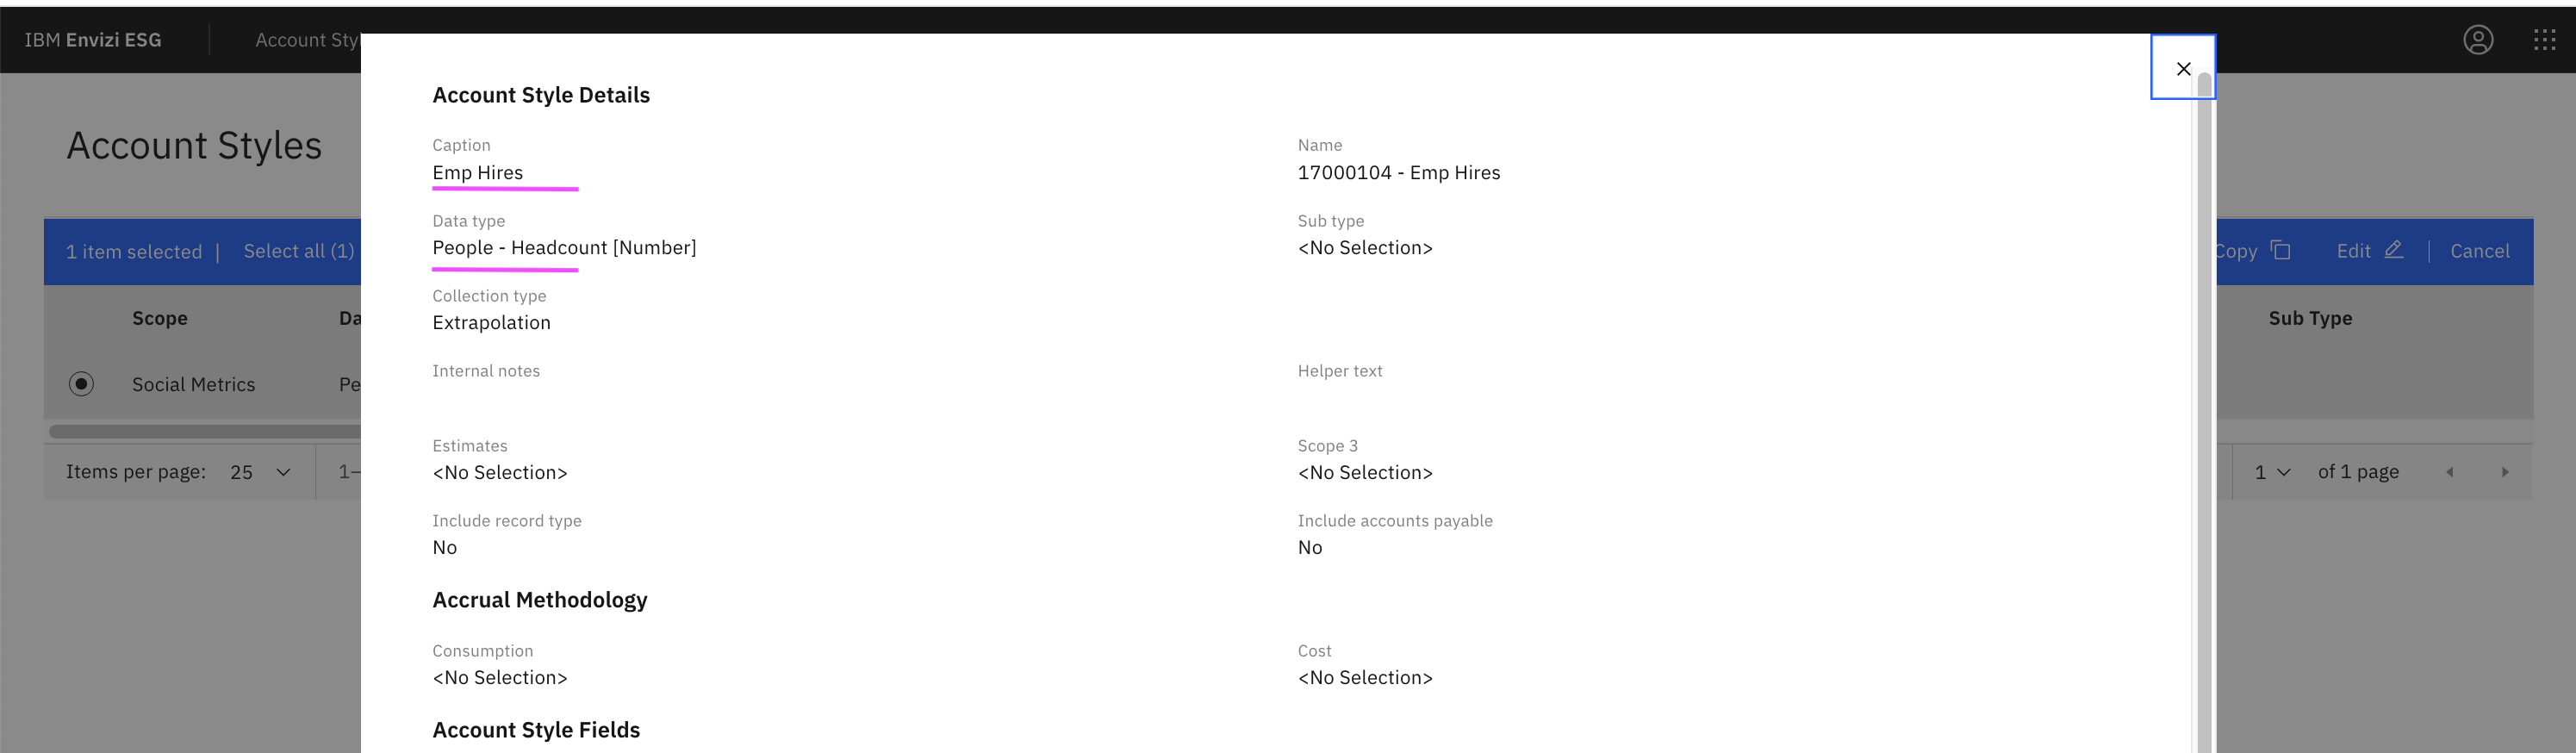 IBM Envizi ESG
Account Sty
Account Styles
1 item selected | Select all (1)
Copy
Edit
Cancel
Scope
Da
Sub Type
Social Metrics
Pe
Items per page: 25
1–
1
of 1 page
Account Style Details
Caption
Name
Emp Hires
17000104 - Emp Hires
Data type
Sub type
People - Headcount [Number]
<No Selection>
Collection type
Extrapolation
Internal notes
Helper text
Estimates
Scope 3
<No Selection>
<No Selection>
Include record type
Include accounts payable
No
No
Accrual Methodology
Consumption
Cost
<No Selection>
<No Selection>
Account Style Fields